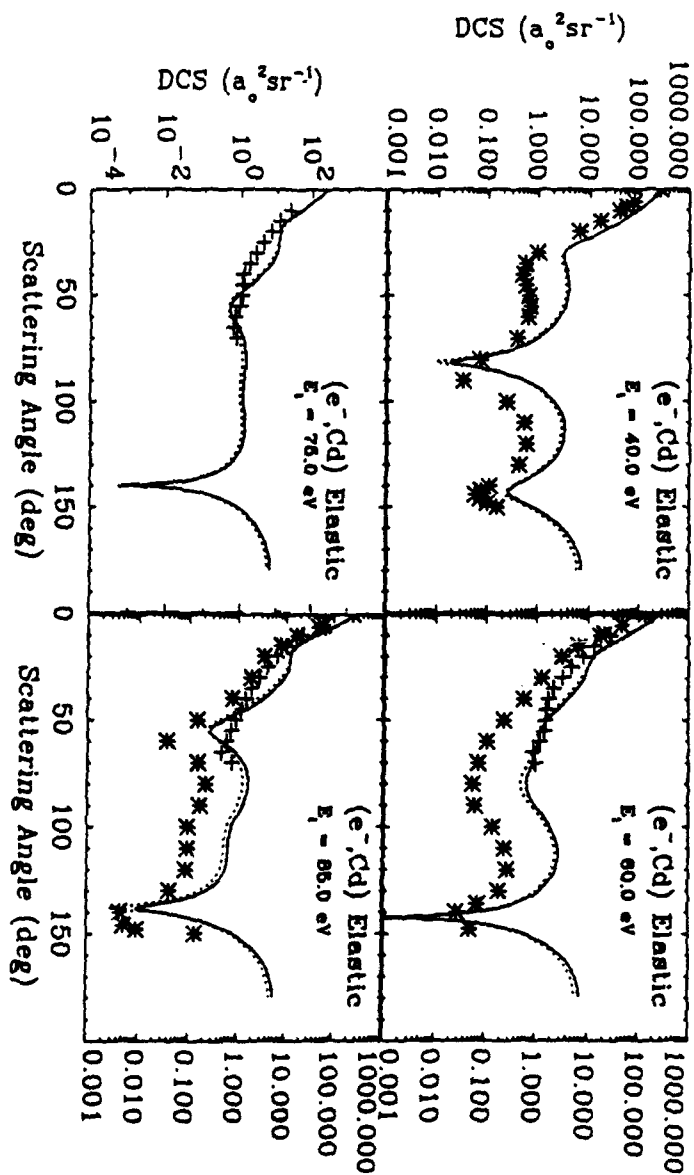 DCS (aₒ²sr⁻¹)
1000.000
100.000
10.000
1.000
0.100
0.010
0.001
(e⁻,Cd) Elastic
Eᵢ = 40.0 eV
(e⁻,Cd) Elastic
Eᵢ = 60.0 eV
1000.000
100.000
10.000
1.000
0.100
0.010
0.001
DCS (aₒ²sr⁻¹)
10²
10⁰
10⁻²
10⁻⁴
(e⁻,Cd) Elastic
Eᵢ = 75.0 eV
(e⁻,Cd) Elastic
Eᵢ = 85.0 eV
1000.000
100.000
10.000
1.000
0.100
0.010
0.001
0 50 100 150 0 50 100 150
Scattering Angle (deg)
Scattering Angle (deg)